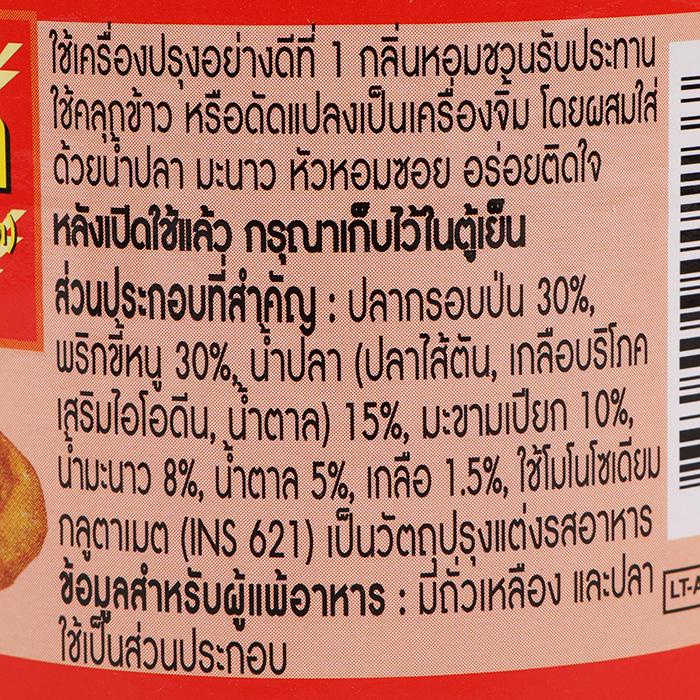 ใช้เครื่องปรุงอย่างดีที่ 1 กลิ่นหอมชวนรับประทาน
ใช้คลุกข้าว หรือดัดแปลงเป็นเครื่องจิ้ม โดยผสมใส่
ด้วยน้ำปลา มะนาว หัวหอมซอย อร่อยติดใจ
หลังเปิดใช้แล้ว กรุณาเก็บไว้ในตู้เย็น
ส่วนประกอบที่สำคัญ : ปลากรอบป่น 30%,
พริกขี้หนู 30%, น้ำปลา (ปลาไส้ตัน, เกลือบริโภค
เสริมไอโอดีน, น้ำตาล) 15%, มะขามเปียก 10%,
น้ำมะนาว 8%, น้ำตาล 5%, เกลือ 1.5%, ใช้โมโนโซเดียม
กลูตาเมต (INS 621) เป็นวัตถุปรุงแต่งรสอาหาร
ข้อมูลสำหรับผู้แพ้อาหาร : มีถั่วเหลือง และปลา
ใช้เป็นส่วนประกอบ
LT-A